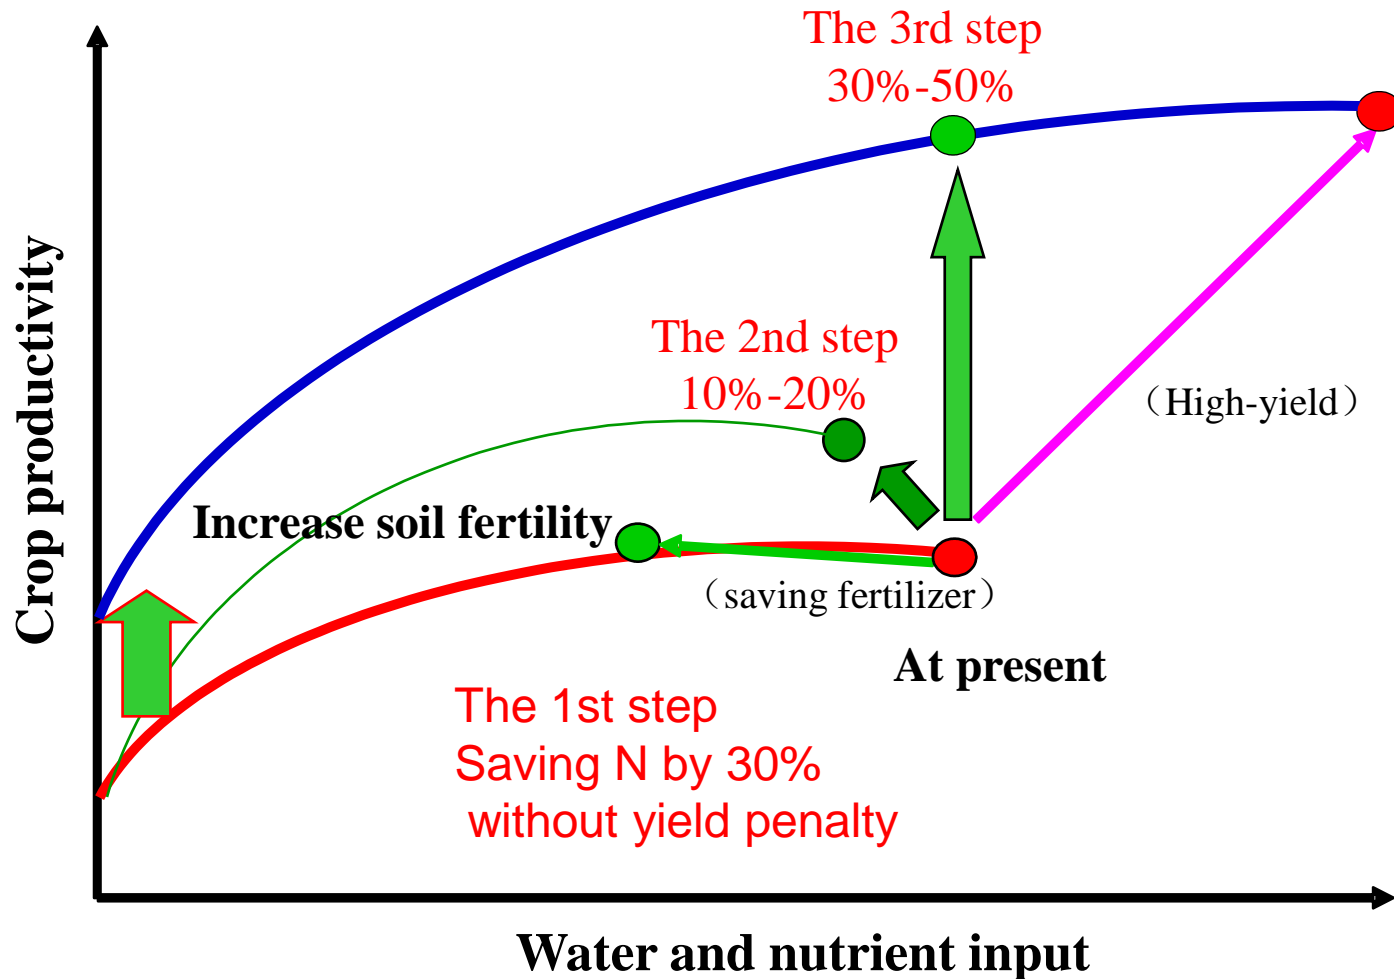 The 3rd step
30%-50%
The 2nd step
10%-20%
（High-yield）
Increase soil fertility
（saving fertilizer）
At present
The 1st step
Saving N by 30%
without yield penalty
Crop productivity
Water and nutrient input